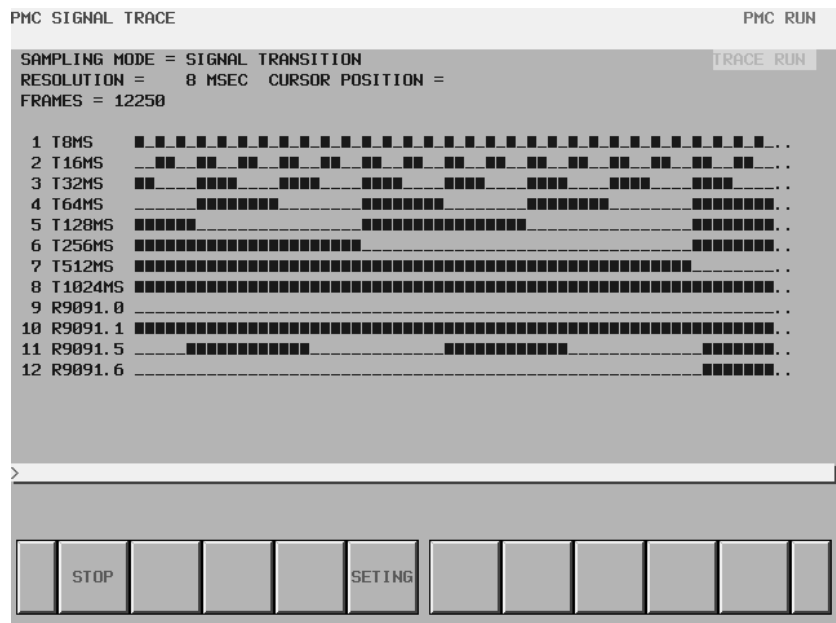 PMC SIGNAL TRACE PMC RUN
SAMPLING MODE = SIGNAL TRANSITION TRACE RUN
RESOLUTION = 8 MSEC CURSOR POSITION =
FRAMES = 12250
1 T8MS
2 T16MS
3 T32MS
4 T64MS
5 T128MS
6 T256MS
7 T512MS
8 T1024MS
9 R9091.0
10 R9091.1
11 R9091.5
12 R9091.6
>
STOP SETING